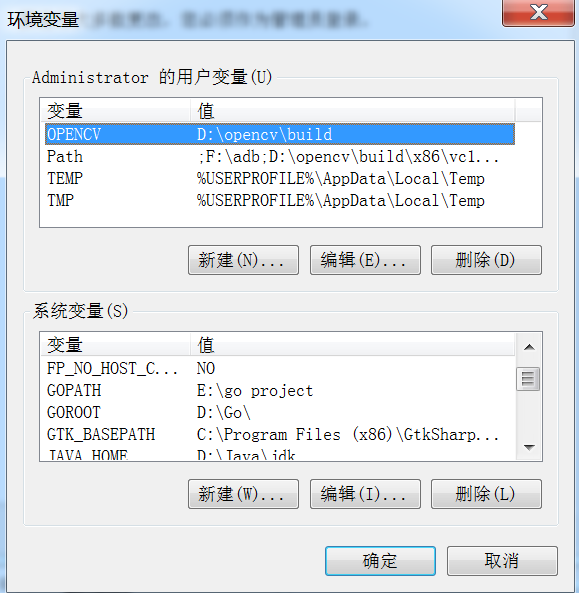 环境变量
Administrator 的用户变量(U)
变量 值
OPENCV D:\opencv\build
Path ;F:\adb;D:\opencv\build\x86\vc1...
TEMP %USERPROFILE%\AppData\Local\Temp
TMP %USERPROFILE%\AppData\Local\Temp
新建(N)... 编辑(E)... 删除(D)
系统变量(S)
变量 值
FP_NO_HOST_C... NO
GOPATH E:\go project
GOROOT D:\Go\
GTK_BASEPATH C:\Program Files (x86)\GtkSharp...
JAVA_HOME D:\Java\jdk
新建(W)... 编辑(I)... 删除(L)
确定 取消